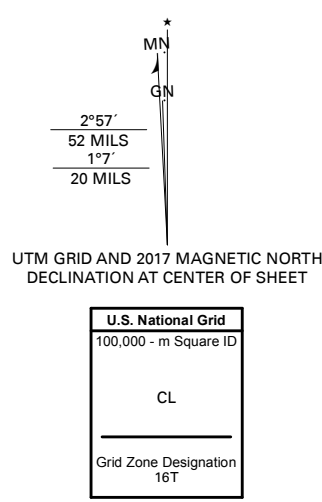 MN
GN
2°57´
52 MILS
1°7´
20 MILS
UTM GRID AND 2017 MAGNETIC NORTH
DECLINATION AT CENTER OF SHEET
U.S. National Grid
100,000 - m Square ID
CL
Grid Zone Designation
16T